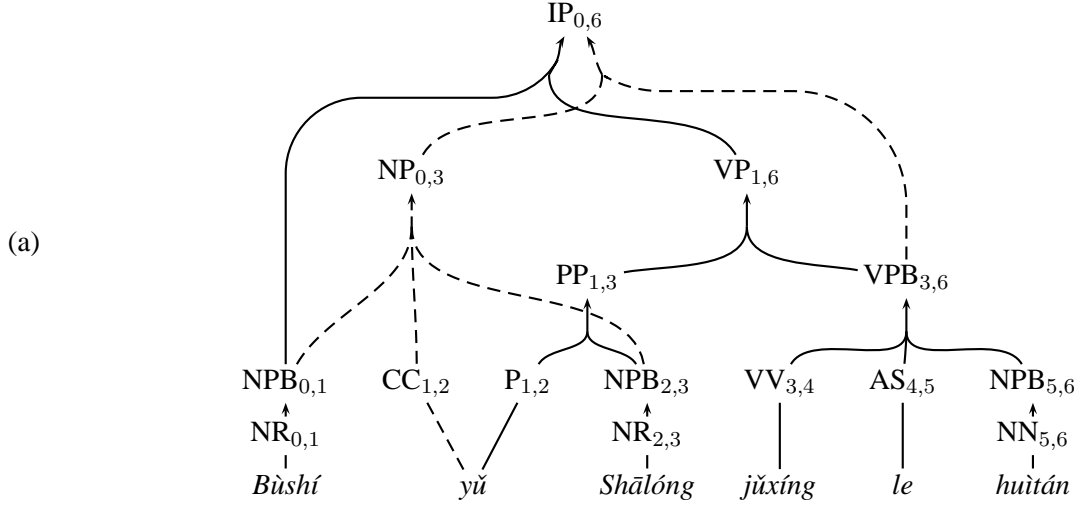 IP₀,₆
NP₀,₃ VP₁,₆
(a)
PP₁,₃ VPB₃,₆
NPB₀,₁ CC₁,₂ P₁,₂ NPB₂,₃ VV₃,₄ AS₄,₅ NPB₅,₆
NR₀,₁ NR₂,₃ NN₅,₆
Bùshí yǔ Shālóng jǔxíng le huìtán